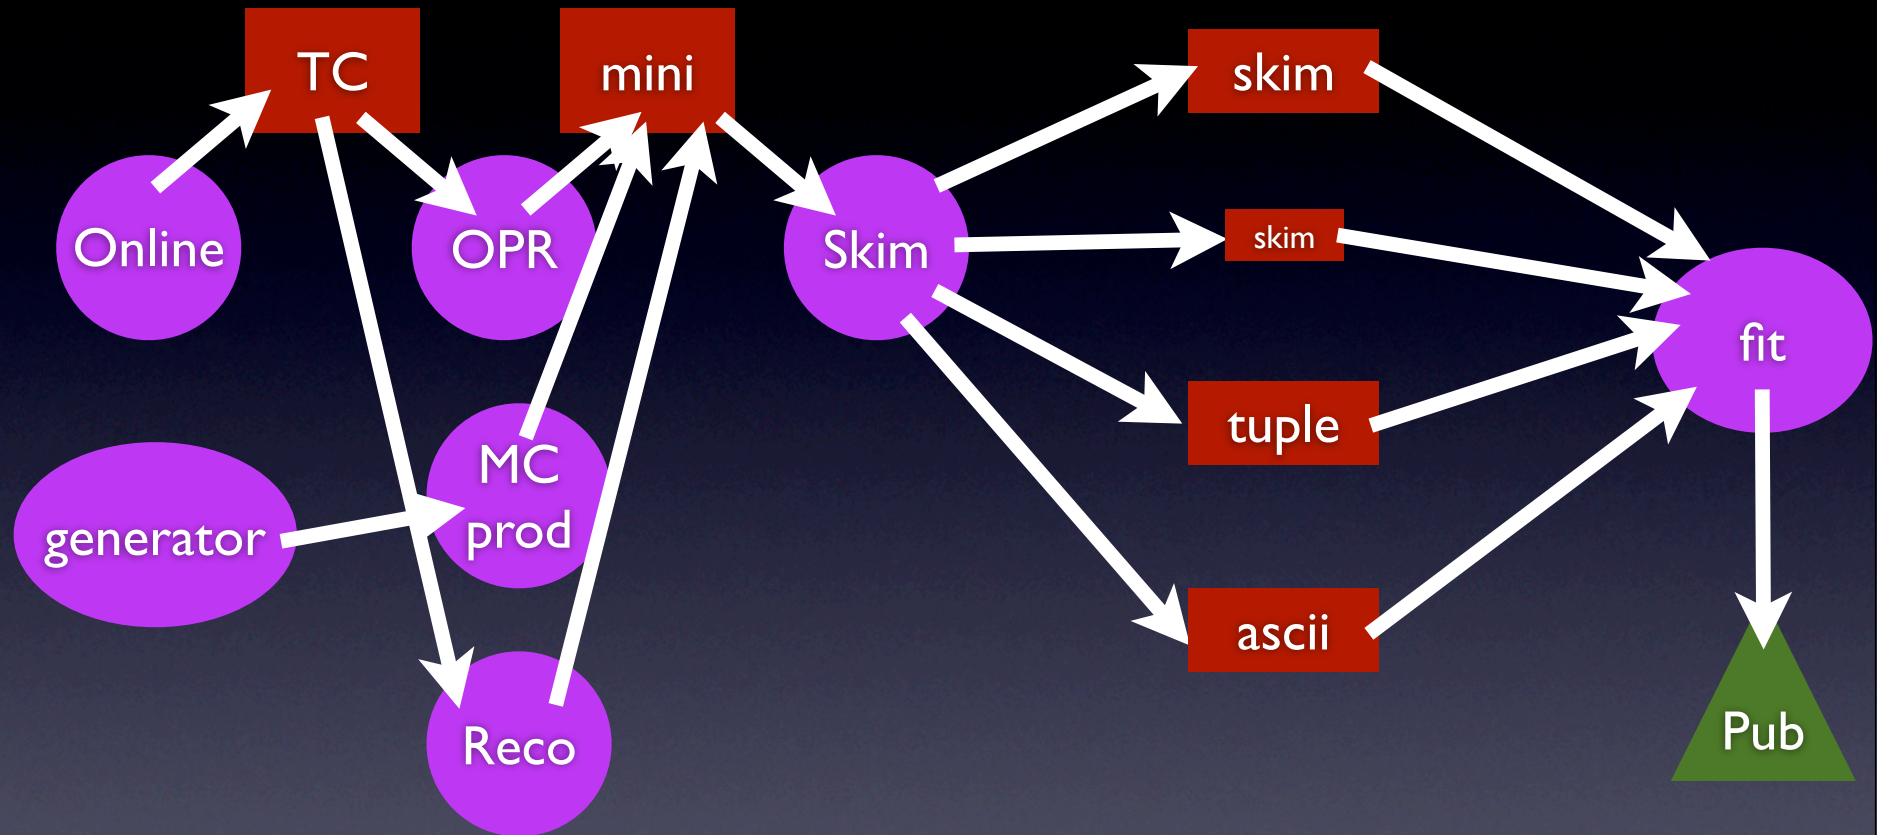 TC
mini
skim
Online
OPR
Skim
skim
fit
tuple
MC
prod
generator
ascii
Reco
Pub